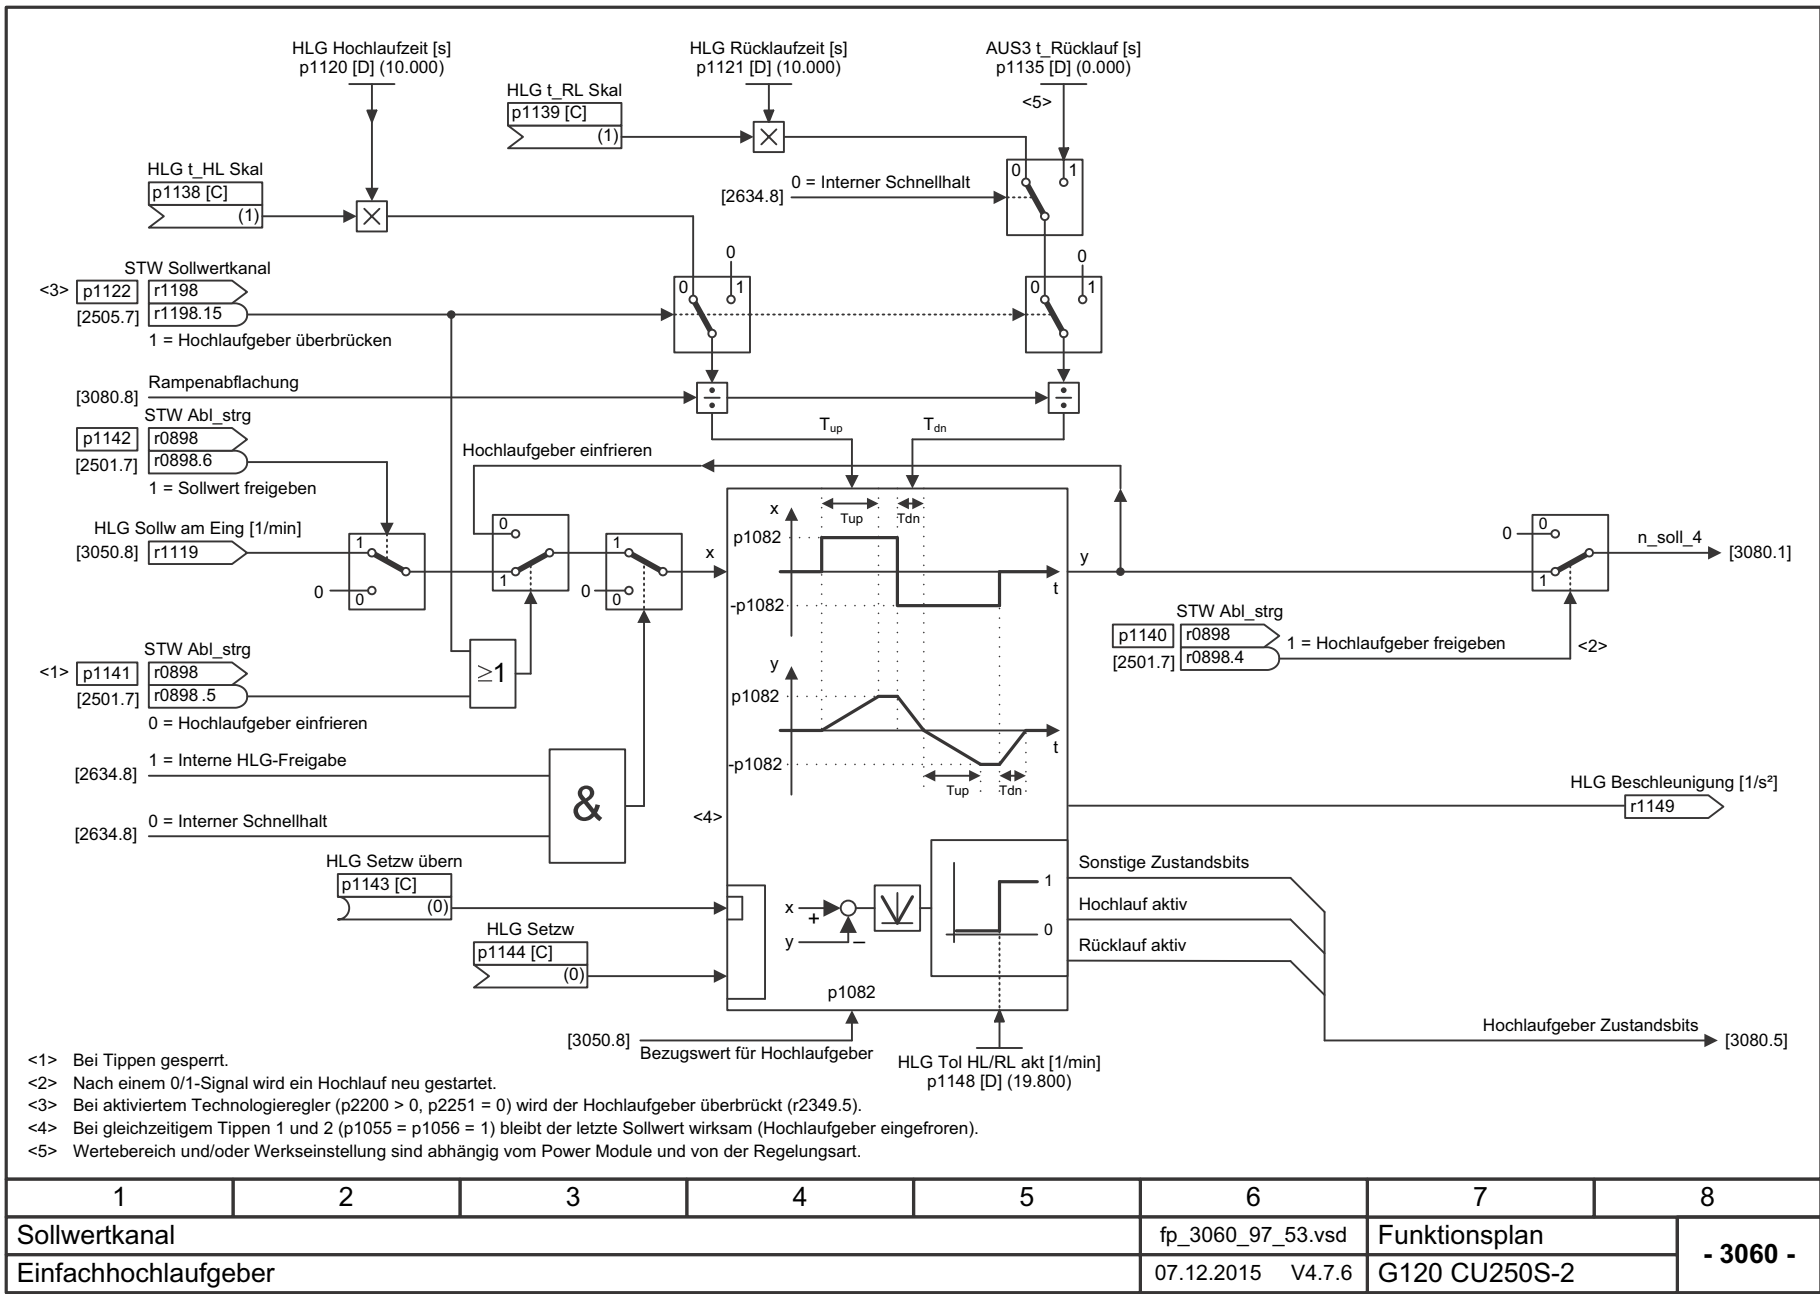 HLG Hochlaufzeit [s]
p1120 [D] (10.000)
HLG Rücklaufzeit [s]
p1121 [D] (10.000)
AUS3 t_Rücklauf [s]
p1135 [D] (0.000)
<5>
HLG t_RL Skal
p1139 [C]
(1)
HLG t_HL Skal
p1138 [C]
(1)
[2634.8]
0 = Interner Schnellhalt
0
1
STW Sollwertkanal
<3>
p1122
r1198
[2505.7]
r1198.15
1 = Hochlaufgeber überbrücken
0
0
1
0
0
1
[3080.8]
Rampenabflachung
STW Abl_strg
p1142
r0898
[2501.7]
r0898.6
1 = Sollwert freigeben
Tup
Tdn
Hochlaufgeber einfrieren
HLG Sollw am Eing [1/min]
[3050.8]
r1119
1
0
0
0
1
1
0
0
x
x
p1082
-p1082
Tup
Tdn
t
y
p1082
-p1082
Tup
Tdn
t
y
0
0
1
n_soll_4
[3080.1]
STW Abl_strg
p1140
r0898
[2501.7]
r0898.4
1 = Hochlaufgeber freigeben
<2>
STW Abl_strg
<1>
p1141
r0898
[2501.7]
r0898 .5
0 = Hochlaufgeber einfrieren
≥1
[2634.8]
1 = Interne HLG-Freigabe
[2634.8]
0 = Interner Schnellhalt
&
<4>
HLG Beschleunigung [1/s²]
r1149
HLG Setzw übern
p1143 [C]
(0)
HLG Setzw
p1144 [C]
(0)
x
+
y
–
1
0
p1082
Sonstige Zustandsbits
Hochlauf aktiv
Rücklauf aktiv
Hochlaufgeber Zustandsbits
[3080.5]
[3050.8]
Bezugswert für Hochlaufgeber
HLG Tol HL/RL akt [1/min]
p1148 [D] (19.800)
<1> Bei Tippen gesperrt.
<2> Nach einem 0/1-Signal wird ein Hochlauf neu gestartet.
<3> Bei aktiviertem Technologieregler (p2200 > 0, p2251 = 0) wird der Hochlaufgeber überbrückt (r2349.5).
<4> Bei gleichzeitigem Tippen 1 und 2 (p1055 = p1056 = 1) bleibt der letzte Sollwert wirksam (Hochlaufgeber eingefroren).
<5> Wertebereich und/oder Werkseinstellung sind abhängig vom Power Module und von der Regelungsart.
1 2 3 4 5 6 7 8
Sollwertkanal
fp_3060_97_53.vsd
Funktionsplan
- 3060 -
Einfachhochlaufgeber
07.12.2015 V4.7.6
G120 CU250S-2